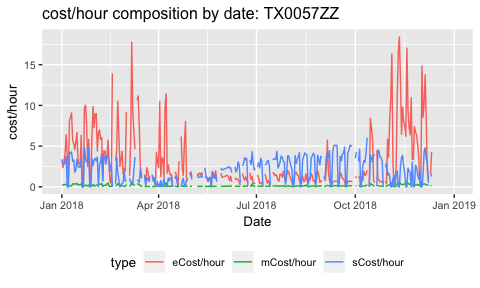 cost/hour composition by date: TX0057ZZ
15
10
5
0
cost/hour
Jan 2018 Apr 2018 Jul 2018 Oct 2018 Jan 2019
Date
type eCost/hour mCost/hour sCost/hour